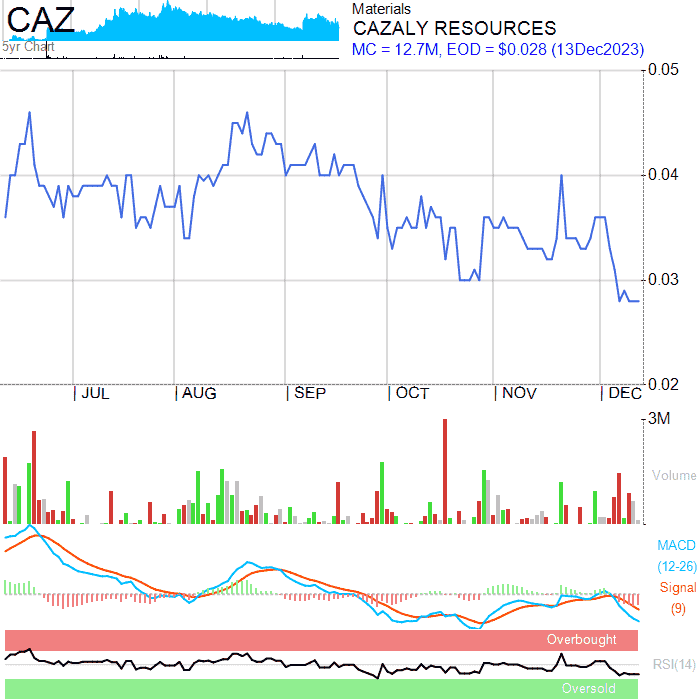 CAZ
5yr Chart
Materials
CAZALY RESOURCES
MC = 12.7M, EOD = $0.028 (13Dec2023)
0.05
0.04
0.03
0.02
JUL AUG SEP OCT NOV DEC
3M
Volume
MACD
(12-26)
Signal
(9)
Overbought
RSI(14)
Oversold